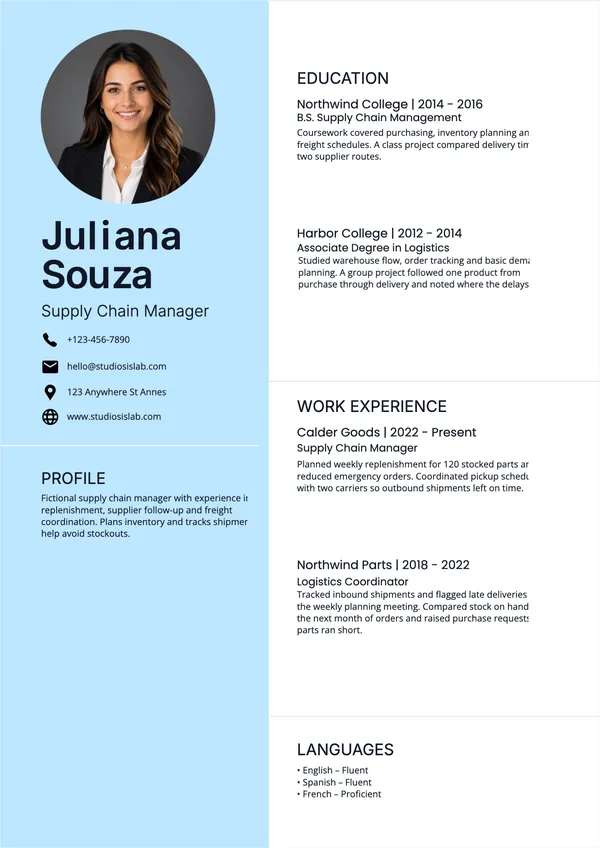 Juliana
Souza
Supply Chain Manager
+123-456-7890
hello@studiosislab.com
123 Anywhere St Annes
www.studiosislab.com
PROFILE
Fictional supply chain manager with experience
replenishment, supplier follow-up and freight
coordination. Plans inventory and tracks
help avoid stockouts.
EDUCATION
Northwind College | 2014 - 2016
B.S. Supply Chain Management
Coursework covered purchasing, inventory planning
freight schedules. A class project compared delivery
two supplier routes.
Harbor College | 2012 - 2014
Associate Degree in Logistics
Studied warehouse flow, order tracking and basic
planning. A group project followed one product from
purchase through delivery and noted where the delays
WORK EXPERIENCE
Calder Goods | 2022 - Present
Supply Chain Manager
Planned weekly replenishment for 120 stocked parts
reduced emergency orders. Coordinated pickup
with two carriers so outbound shipments left on time.
Northwind Parts | 2018 - 2022
Logistics Coordinator
Tracked inbound shipments and flagged late deliveries
the weekly planning meeting. Compared stock on hand
the next month of orders and raised purchase requests
parts ran short.
LANGUAGES
• English – Fluent
• Spanish – Fluent
• French – Proficient